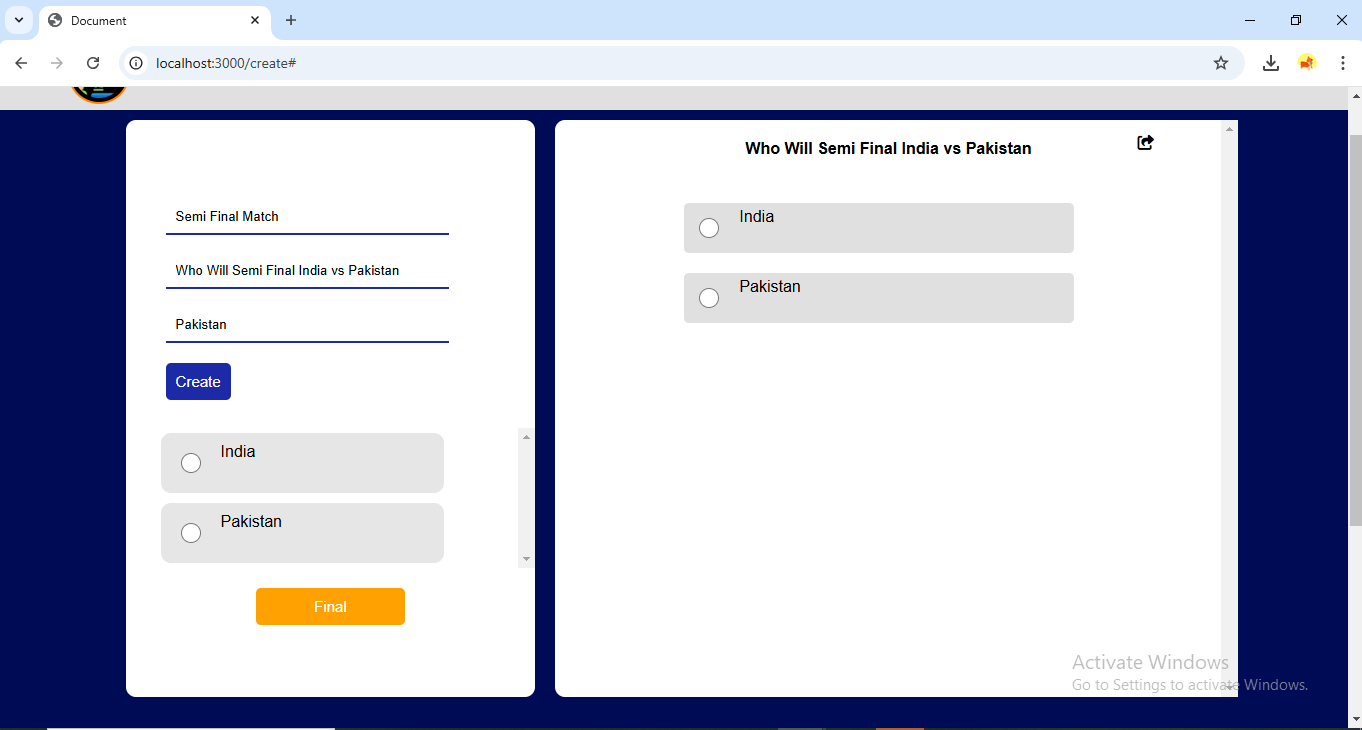 Document
localhost:3000/create#
Semi Final Match
Who Will Semi Final India vs Pakistan
Pakistan
Create
India
Pakistan
Final
Who Will Semi Final India vs Pakistan
India
Pakistan
Activate Windows
Go to Settings to activate Windows.